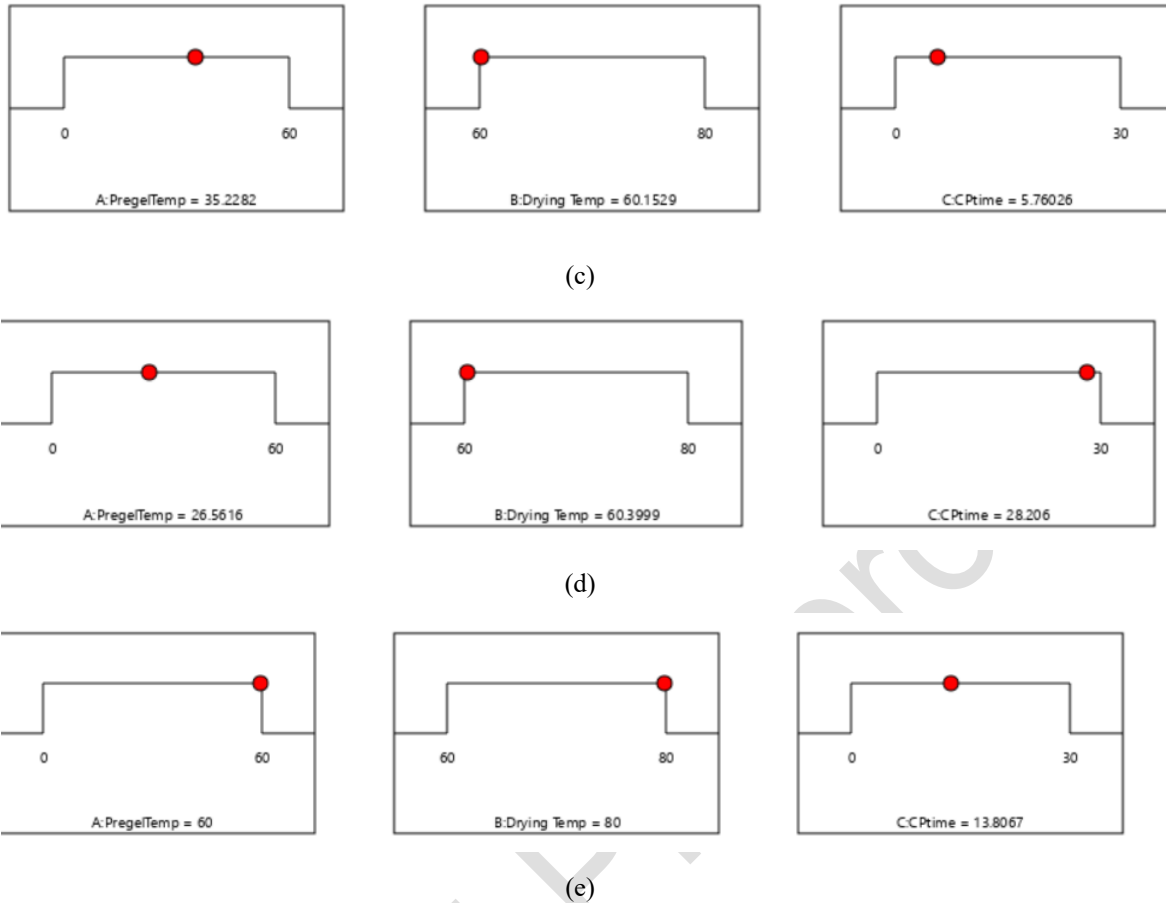 0 60 60 80 0 30
A:PregelTemp = 35.2282 B:Drying Temp = 60.1529 C:CPtime = 5.76026
(c)
0 60 60 80 0 30
A:PregelTemp = 26.5616 B:Drying Temp = 60.3999 C:CPtime = 28.206
(d)
0 60 60 80 0 30
A:PregelTemp = 60 B:Drying Temp = 80 C:CPtime = 13.8067
(e)